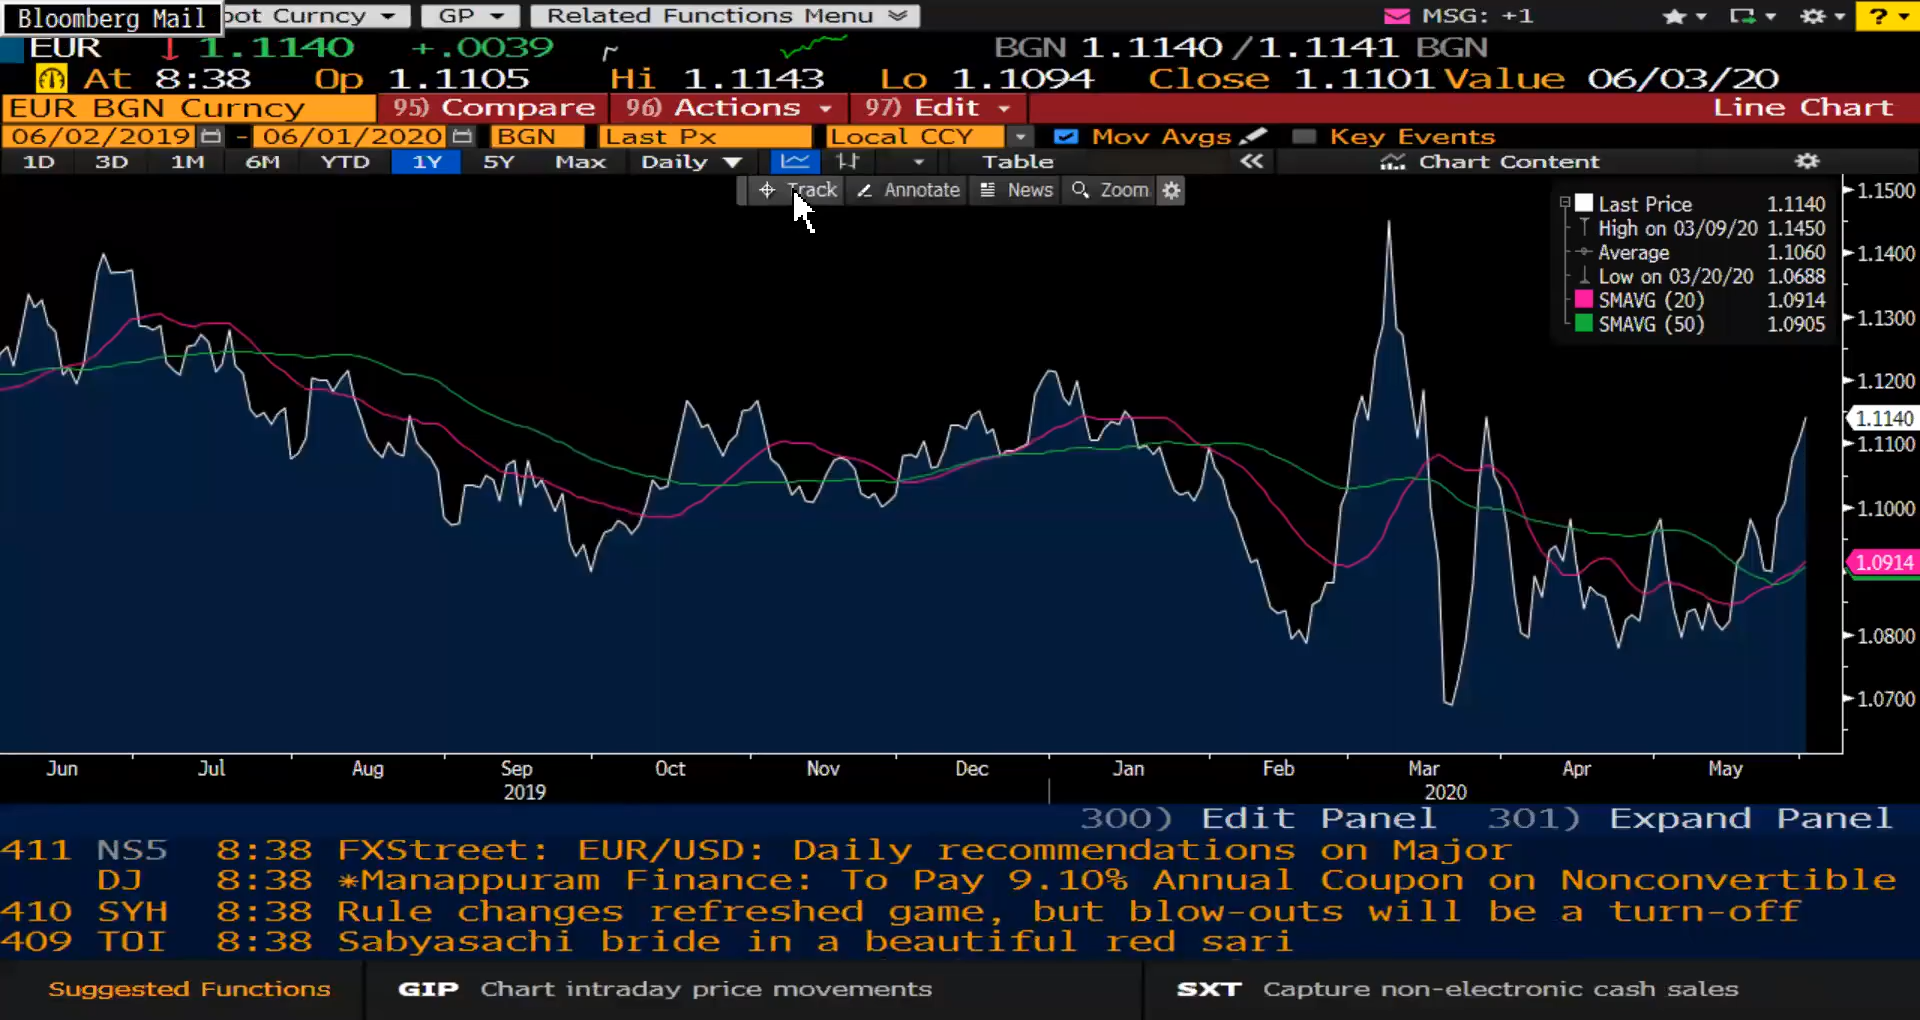 Bloomberg Mail pot Curncy GP Related Functions Menu MSG: +1 ?
EUR 1.1140 +.0039 BGN 1.1140 /1.1141 BGN
At 8:38 Op 1.1105 Hi 1.1143 Lo 1.1094 Close 1.1101 Value 06/03/20
EUR BGN Curncy 95) Compare 96) Actions 97) Edit Line Chart
06/02/2019 - 06/01/2020 BGN Last Px Local CCY Mov Avgs Key Events
1D 3D 1M 6M YTD 1Y 5Y Max Daily Table Chart Content
Track Annotate News Zoom
Last Price 1.1140
High on 03/09/20 1.1450
Average 1.1060
Low on 03/20/20 1.0688
SMAVG (20) 1.0914
SMAVG (50) 1.0905
1.1500
1.1400
1.1300
1.1200
1.1140
1.1100
1.1000
1.0914
1.0800
1.0700
Jun Jul Aug Sep Oct Nov Dec Jan Feb Mar Apr May
2019 2020
300) Edit Panel 301) Expand Panel
411 NS5 8:38 FXStreet: EUR/USD: Daily recommendations on Major
DJ 8:38 *Manappuram Finance: To Pay 9.10% Annual Coupon on Nonconvertible
410 SYH 8:38 Rule changes refreshed game, but blow-outs will be a turn-off
409 TOI 8:38 Sabyasachi bride in a beautiful red sari
Suggested Functions GIP Chart intraday price movements SXT Capture non-electronic cash sales